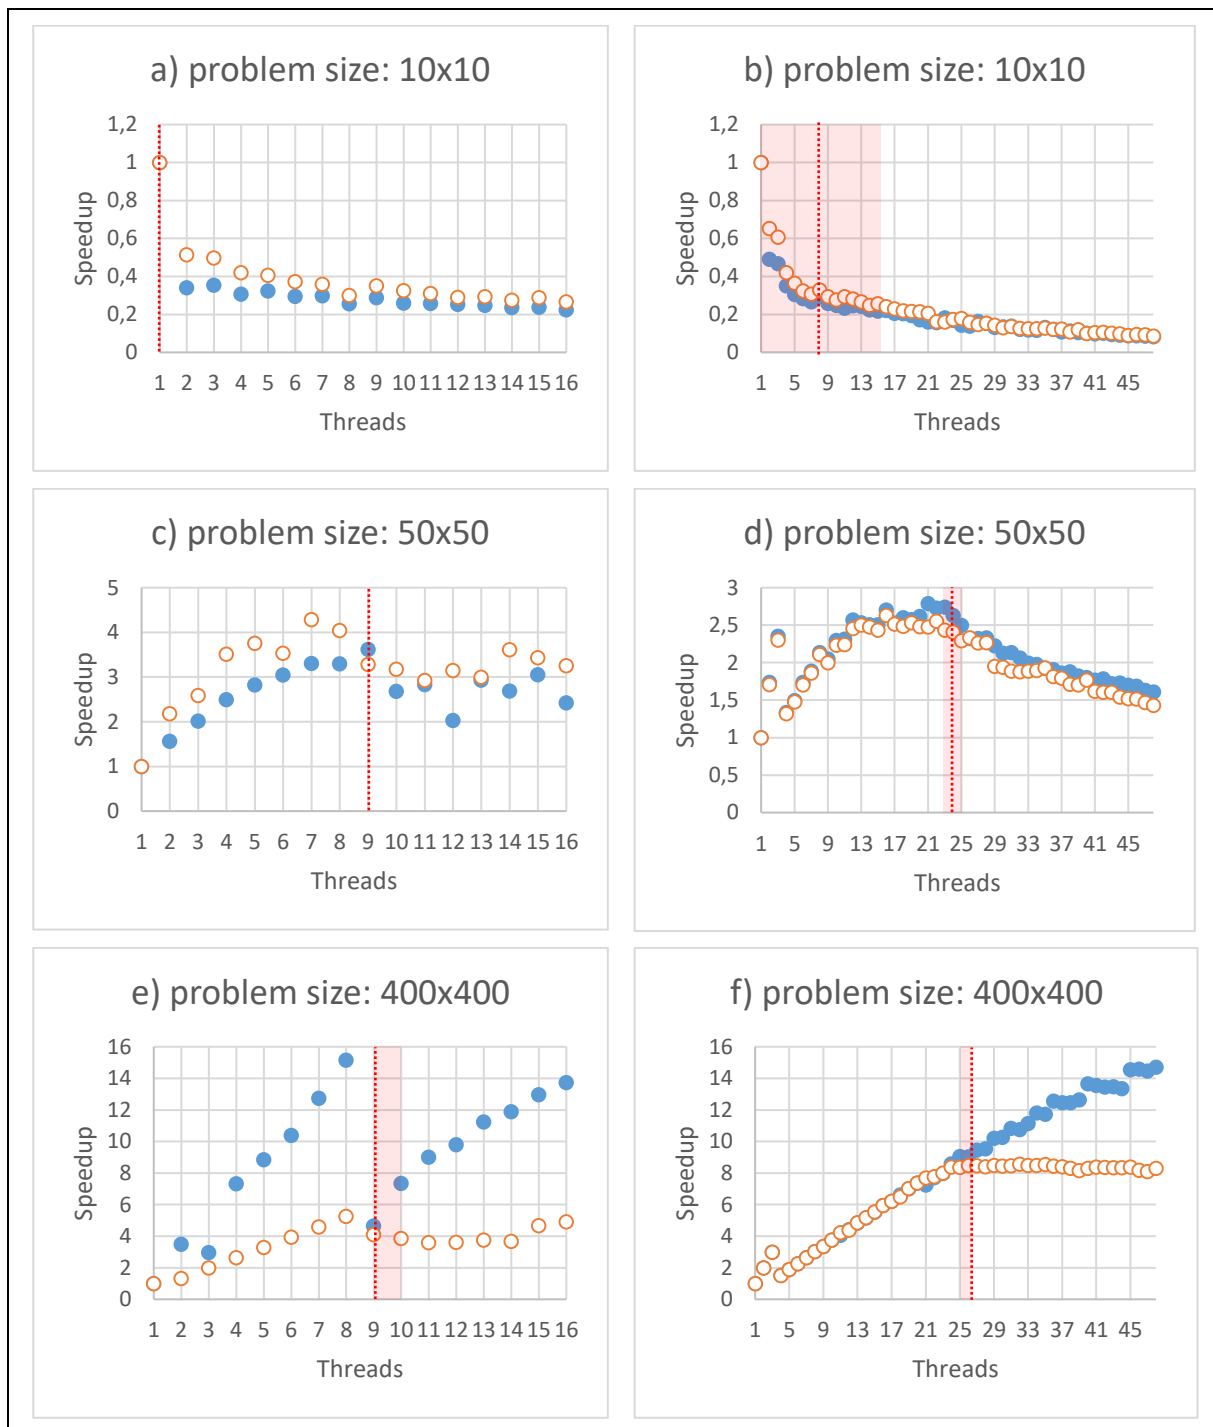 a) problem size: 10x10
1,2
1
0,8
0,6
0,4
0,2
0
Speedup
1 2 3 4 5 6 7 8 9 10 11 12 13 14 15 16
Threads
b) problem size: 10x10
1,2
1
0,8
0,6
0,4
0,2
0
Speedup
1 5 9 13 17 21 25 29 33 37 41 45
Threads
c) problem size: 50x50
5
4
3
2
1
0
Speedup
1 2 3 4 5 6 7 8 9 10 11 12 13 14 15 16
Threads
d) problem size: 50x50
3
2,5
2
1,5
1
0,5
0
Speedup
1 5 9 13 17 21 25 29 33 37 41 45
Threads
e) problem size: 400x400
16
14
12
10
8
6
4
2
0
Speedup
1 2 3 4 5 6 7 8 9 10 11 12 13 14 15 16
Threads
f) problem size: 400x400
16
14
12
10
8
6
4
2
0
Speedup
1 5 9 13 17 21 25 29 33 37 41 45
Threads